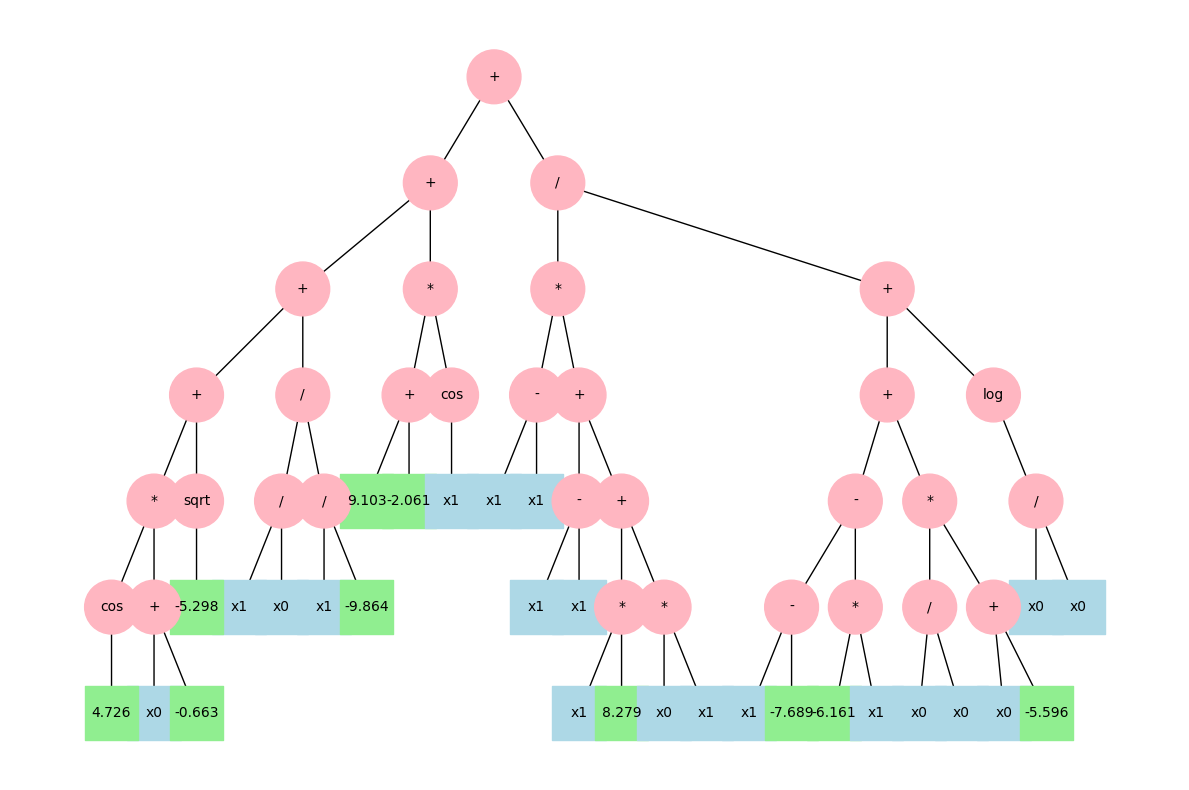 +
+ /
+ * * +
+ / + cos - + + log
* sqrt / / 9.103 -2.061 x1 x1 x1 - + - * /
cos + -5.298 x1 x0 x1 -9.864 x1 x1 * * - * / + x0 x0
4.726 x0 -0.663 x1 8.279 x0 x1 x1 -7.689 -6.161 x1 x0 x0 x0 -5.596